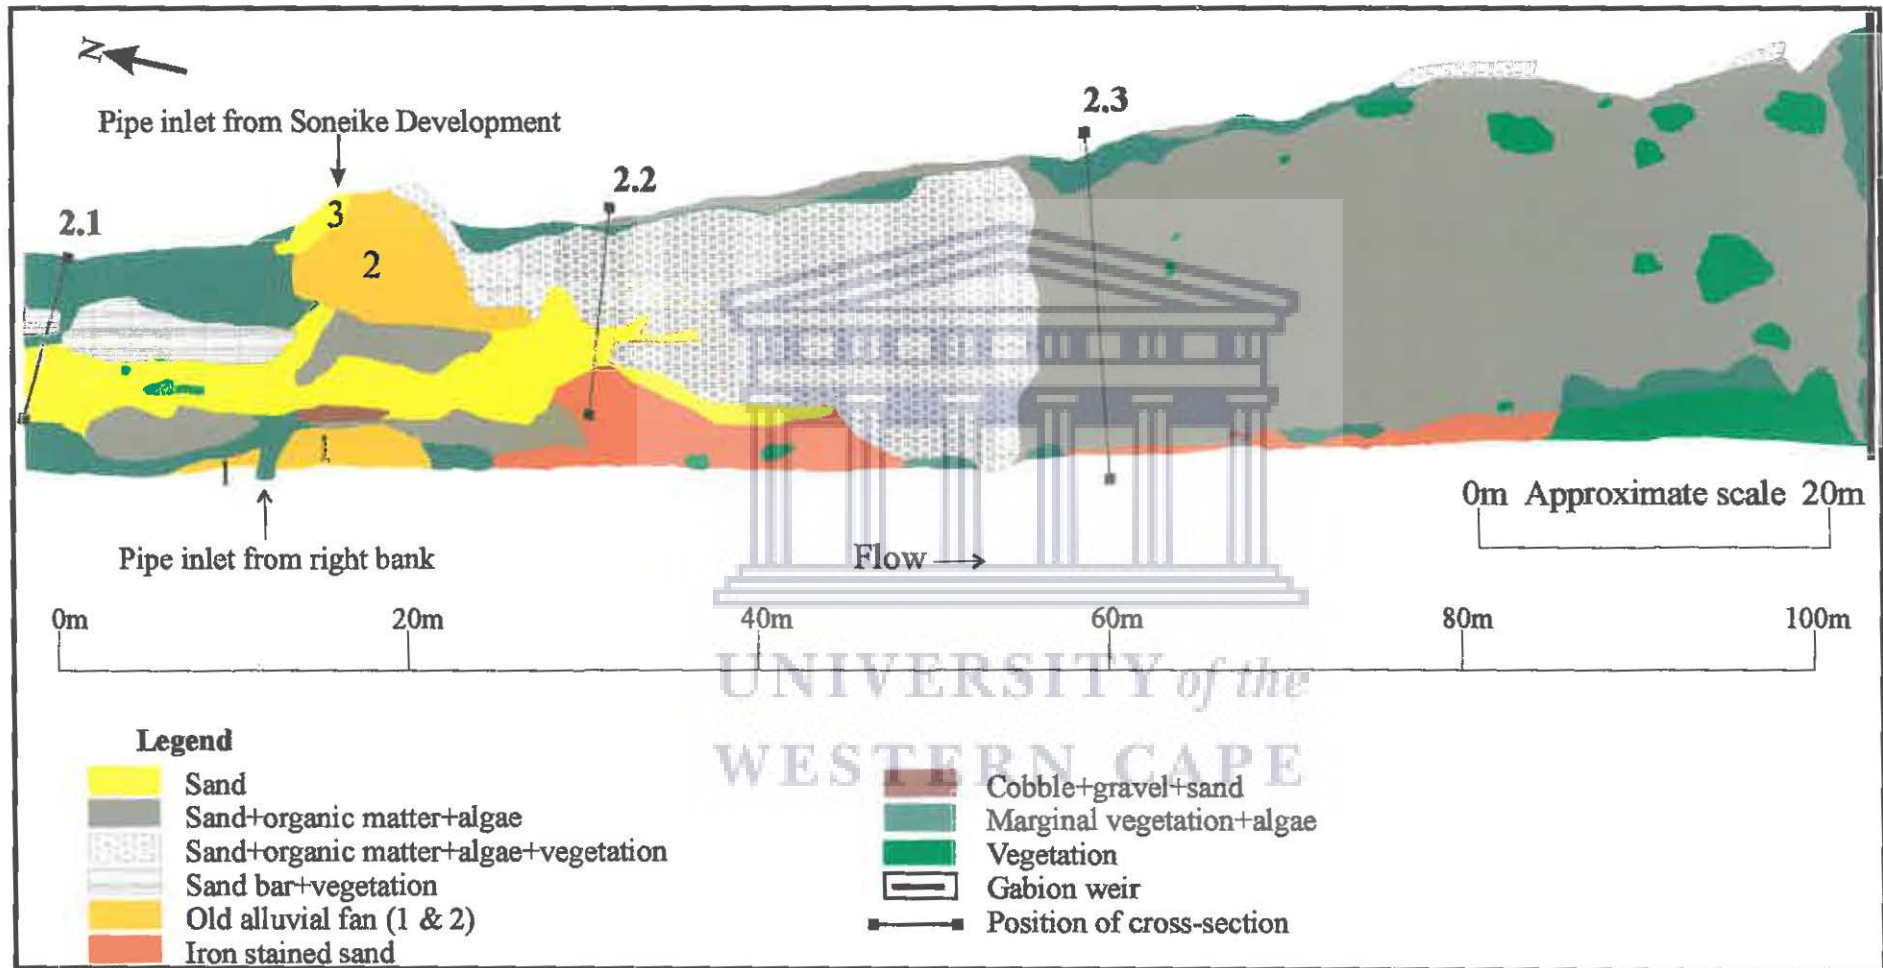 N
Pipe inlet from Soneike Development
2.1
3
2
2.2
2.3
1
Pipe inlet from right bank
Flow
0m Approximate scale 20m
0m 20m 40m 60m 80m 100m
UNIVERSITY of the
WESTERN CAPE
Legend
Sand
Sand+organic matter+algae
Sand+organic matter+algae+vegetation
Sand bar+vegetation
Old alluvial fan (1 & 2)
Iron stained sand
Cobble+gravel+sand
Marginal vegetation+algae
Vegetation
Gabion weir
Position of cross-section